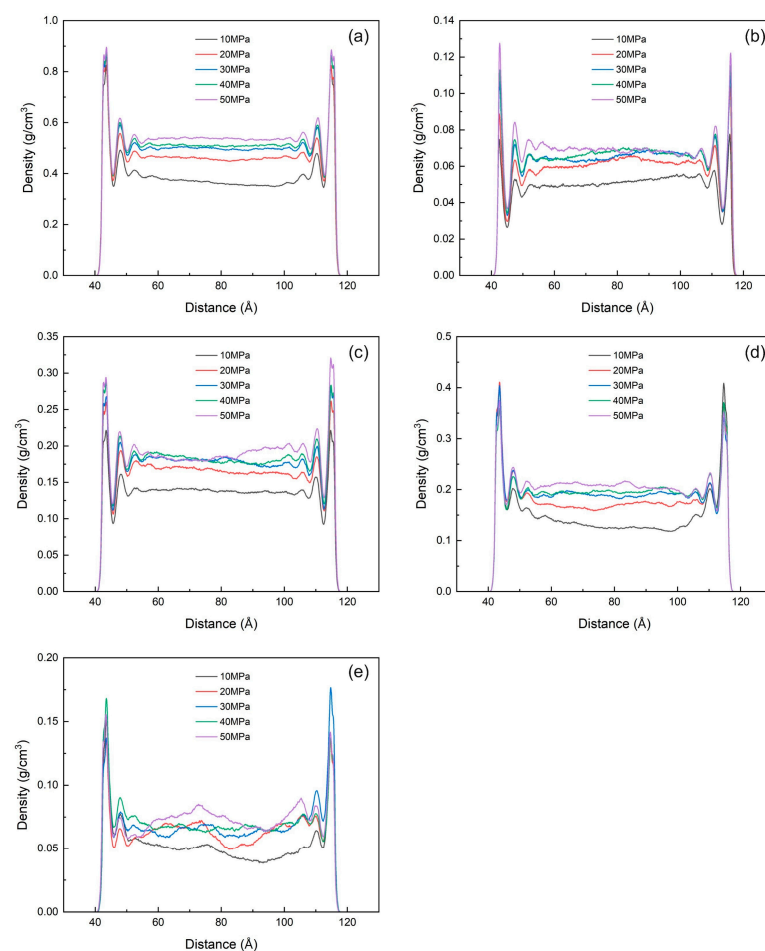 (a)
10MPa
20MPa
30MPa
40MPa
50MPa
1.0
0.8
0.6
0.4
0.2
0.0
Density (g/cm³)
40 60 80 100 120
Distance (Å)
(b)
10MPa
20MPa
30MPa
40MPa
50MPa
0.14
0.12
0.10
0.08
0.06
0.04
0.02
0.00
Density (g/cm³)
40 60 80 100 120
Distance (Å)
(c)
10MPa
20MPa
30MPa
40MPa
50MPa
0.35
0.30
0.25
0.20
0.15
0.10
0.05
0.00
Density (g/cm³)
40 60 80 100 120
Distance (Å)
(d)
10MPa
20MPa
30MPa
40MPa
50MPa
0.5
0.4
0.3
0.2
0.1
0.0
Density (g/cm³)
40 60 80 100 120
Distance (Å)
(e)
10MPa
20MPa
30MPa
40MPa
50MPa
0.20
0.15
0.10
0.05
0.00
Density (g/cm³)
40 60 80 100 120
Distance (Å)